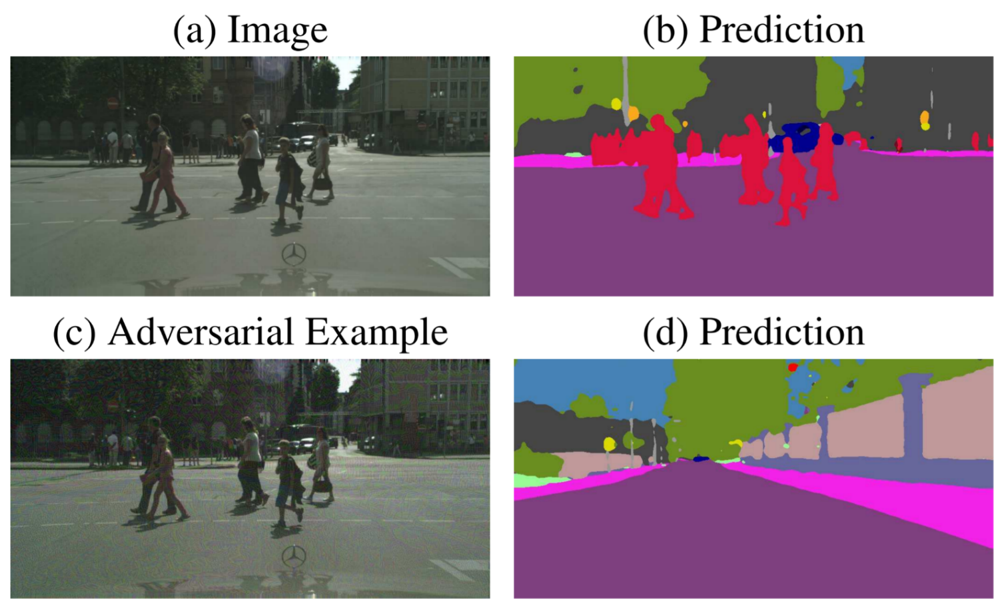 (a) Image
(b) Prediction
(c) Adversarial Example
(d) Prediction